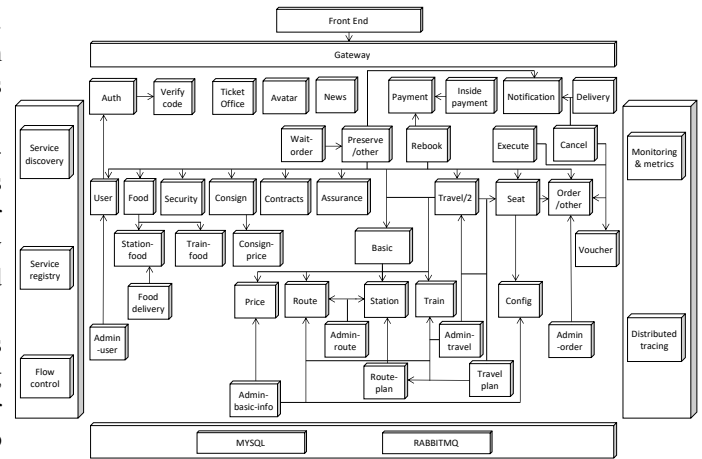 Front End
Gateway
Auth
Verify
code
Ticket
Office
Avatar
News
Payment
Inside
payment
Notification
Delivery
Service
discovery
Wait-
order
Preserve
/other
Rebook
Execute
Cancel
Monitoring
& metrics
User
Food
Security
Consign
Contracts
Assurance
Travel/2
Seat
Order
/other
Station-
food
Train-
food
Consign-
price
Basic
Voucher
Service
registry
Food
delivery
Price
Route
Station
Train
Config
Admin
-user
Admin-
route
Admin-
travel
Admin
-order
Distributed
tracing
Flow
control
Route-
plan
Travel
plan
Admin-
basic-info
MYSQL
RABBITMQ